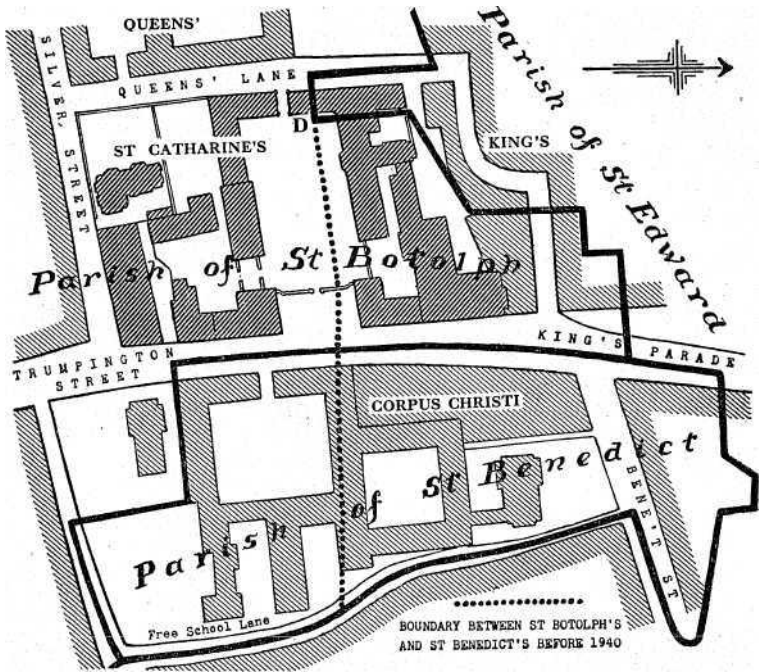 QUEENS'
SILVER STREET
QUEENS' LANE
Parish of St Edward
D
ST CATHARINE'S
KING'S
Parish of St Botolph
TRUMPINGTON
STREET
KING'S PARADE
CORPUS CHRISTI
Parish of St Benedict
BENE'T ST
Free School Lane
BOUNDARY BETWEEN ST BOTOLPH'S
AND ST BENEDICT'S BEFORE 1940